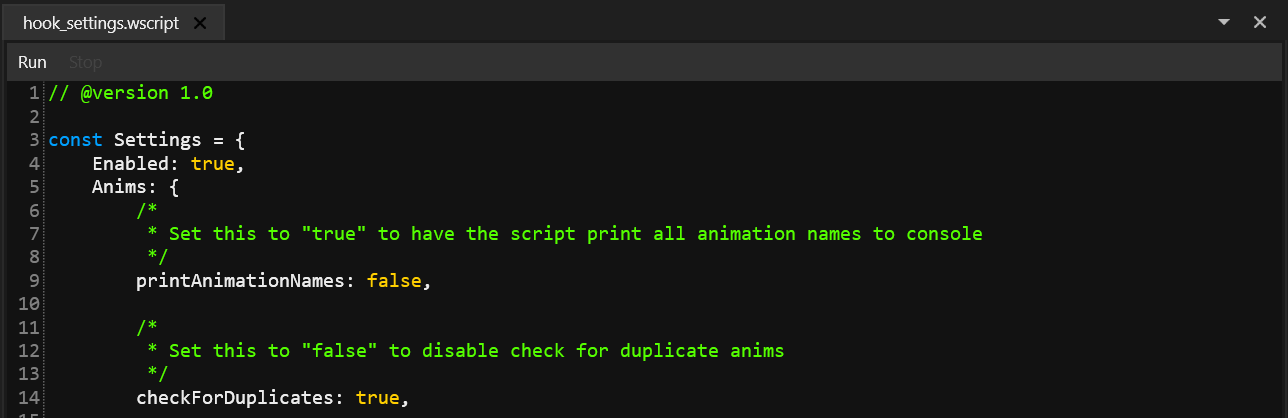 hook_settings.wscript
Run Stop
1 // @version 1.0
2
3 const Settings = {
4     Enabled: true,
5     Anims: {
6         /*
7          * Set this to "true" to have the script print all animation names to console
8          */
9         printAnimationNames: false,
10
11         /*
12          * Set this to "false" to disable check for duplicate anims
13          */
14         checkForDuplicates: true,